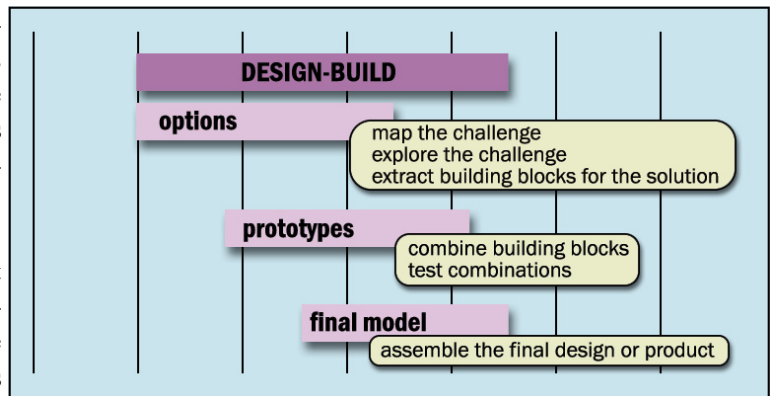 DESIGN-BUILD
options
map the challenge
explore the challenge
extract building blocks for the solution
prototypes
combine building blocks
test combinations
final model
assemble the final design or product